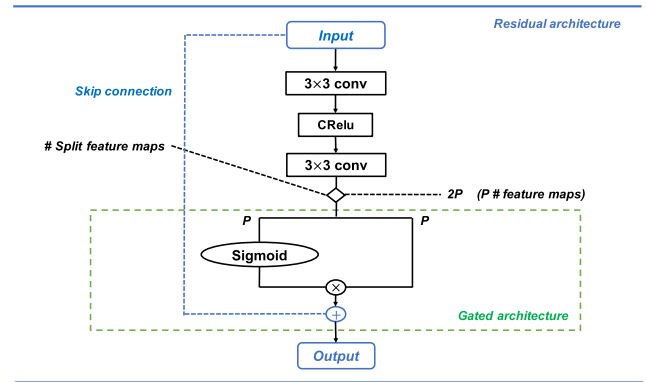 Residual architecture
Input
3×3 conv
Skip connection
CRelu
# Split feature maps
3×3 conv
2P (P # feature maps)
P
P
Sigmoid
×
+
Gated architecture
Output